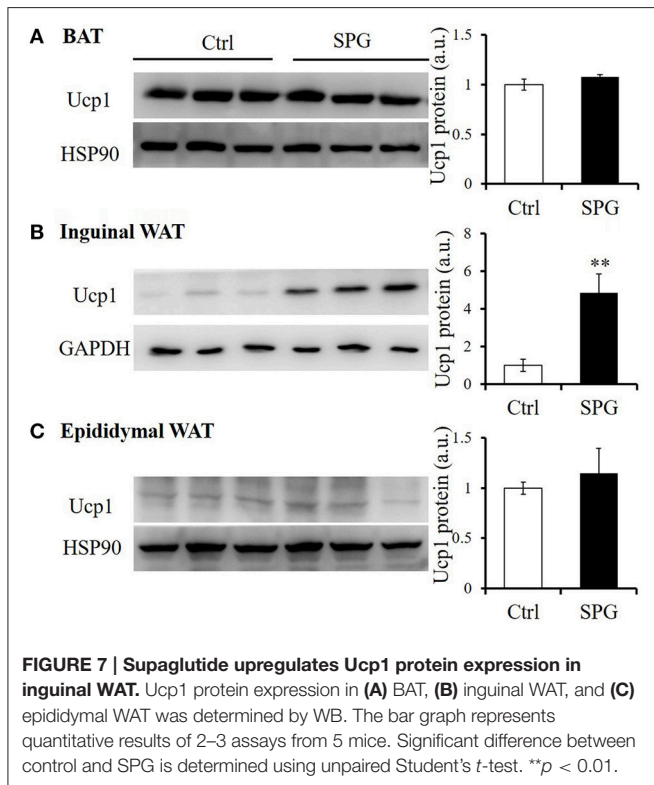 A BAT
Ctrl SPG
Ucp1
HSP90
Ucp1 protein (a.u.)
1.5
1
0.5
0
Ctrl SPG
B Inguinal WAT
Ucp1
GAPDH
Ucp1 protein (a.u.)
8
6
4
2
0
**
Ctrl SPG
C Epididymal WAT
Ucp1
HSP90
Ucp1 protein (a.u.)
1.5
1
0.5
0
Ctrl SPG
FIGURE 7 | Supaglutide upregulates Ucp1 protein expression in
inguinal WAT. Ucp1 protein expression in (A) BAT, (B) inguinal WAT, and (C)
epididymal WAT was determined by WB. The bar graph represents
quantitative results of 2–3 assays from 5 mice. Significant difference between
control and SPG is determined using unpaired Student's t-test. **p < 0.01.